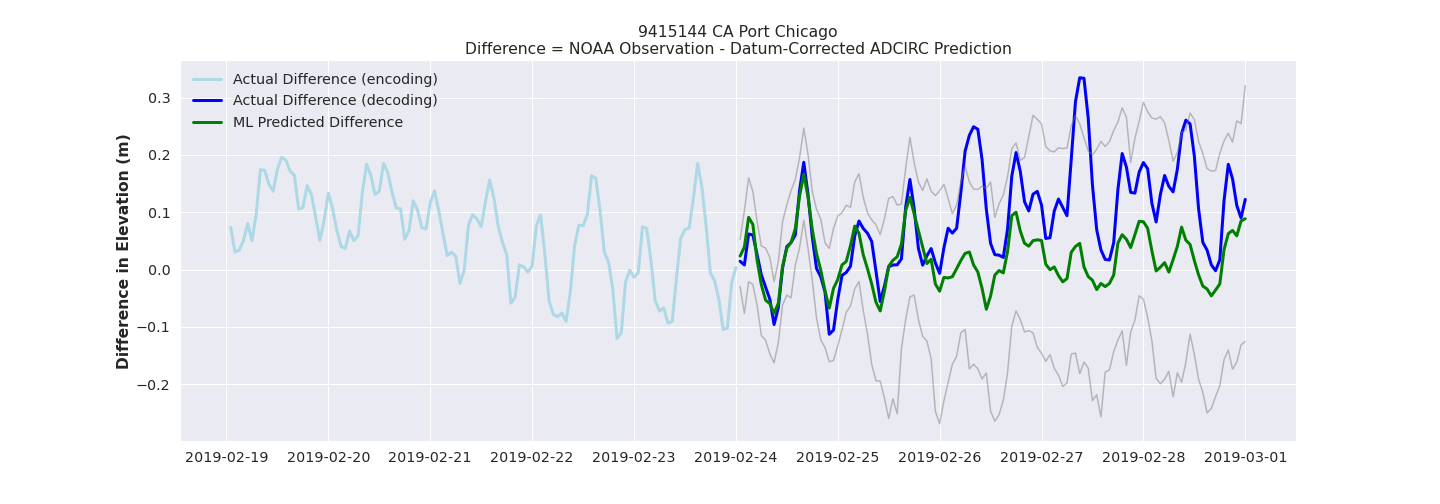 9415144 CA Port Chicago
Difference = NOAA Observation - Datum-Corrected ADCIRC Prediction
Actual Difference (encoding)
Actual Difference (decoding)
ML Predicted Difference
Difference in Elevation (m)
0.3
0.2
0.1
0.0
−0.1
−0.2
2019-02-19 2019-02-20 2019-02-21 2019-02-22 2019-02-23 2019-02-24 2019-02-25 2019-02-26 2019-02-27 2019-02-28 2019-03-01